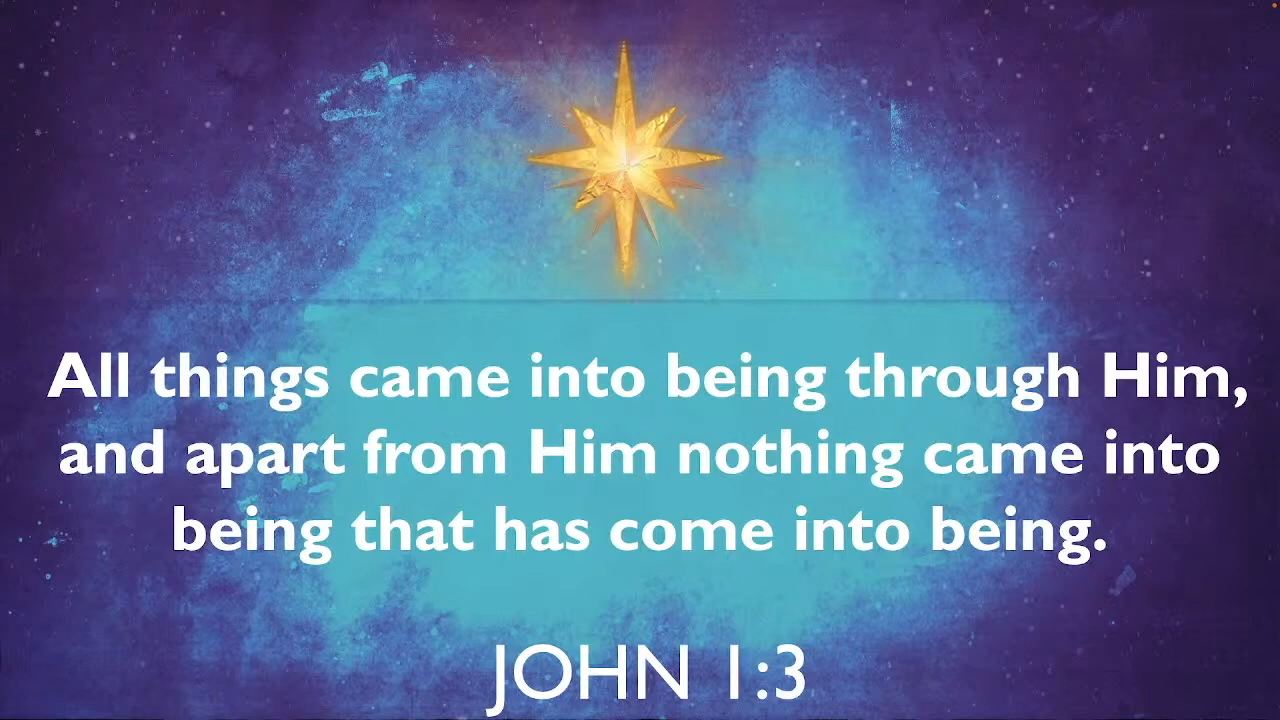 All things came into being through Him,
and apart from Him nothing came into
being that has come into being.
JOHN 1:3